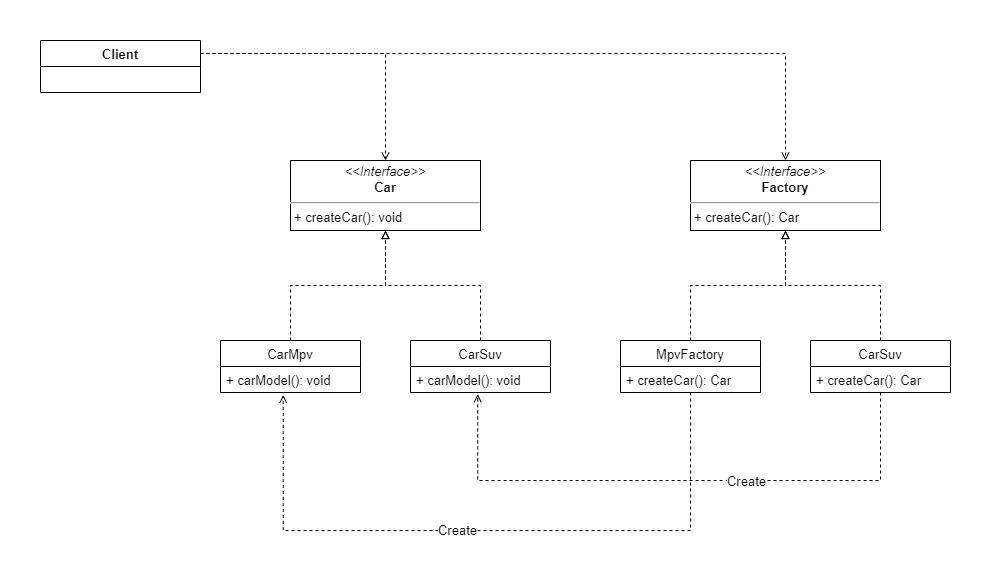 Client
<<Interface>>
Car
+ createCar(): void
<<Interface>>
Factory
+ createCar(): Car
CarMpv
+ carModel(): void
CarSuv
+ carModel(): void
MpvFactory
+ createCar(): Car
CarSuv
+ createCar(): Car
Create
Create